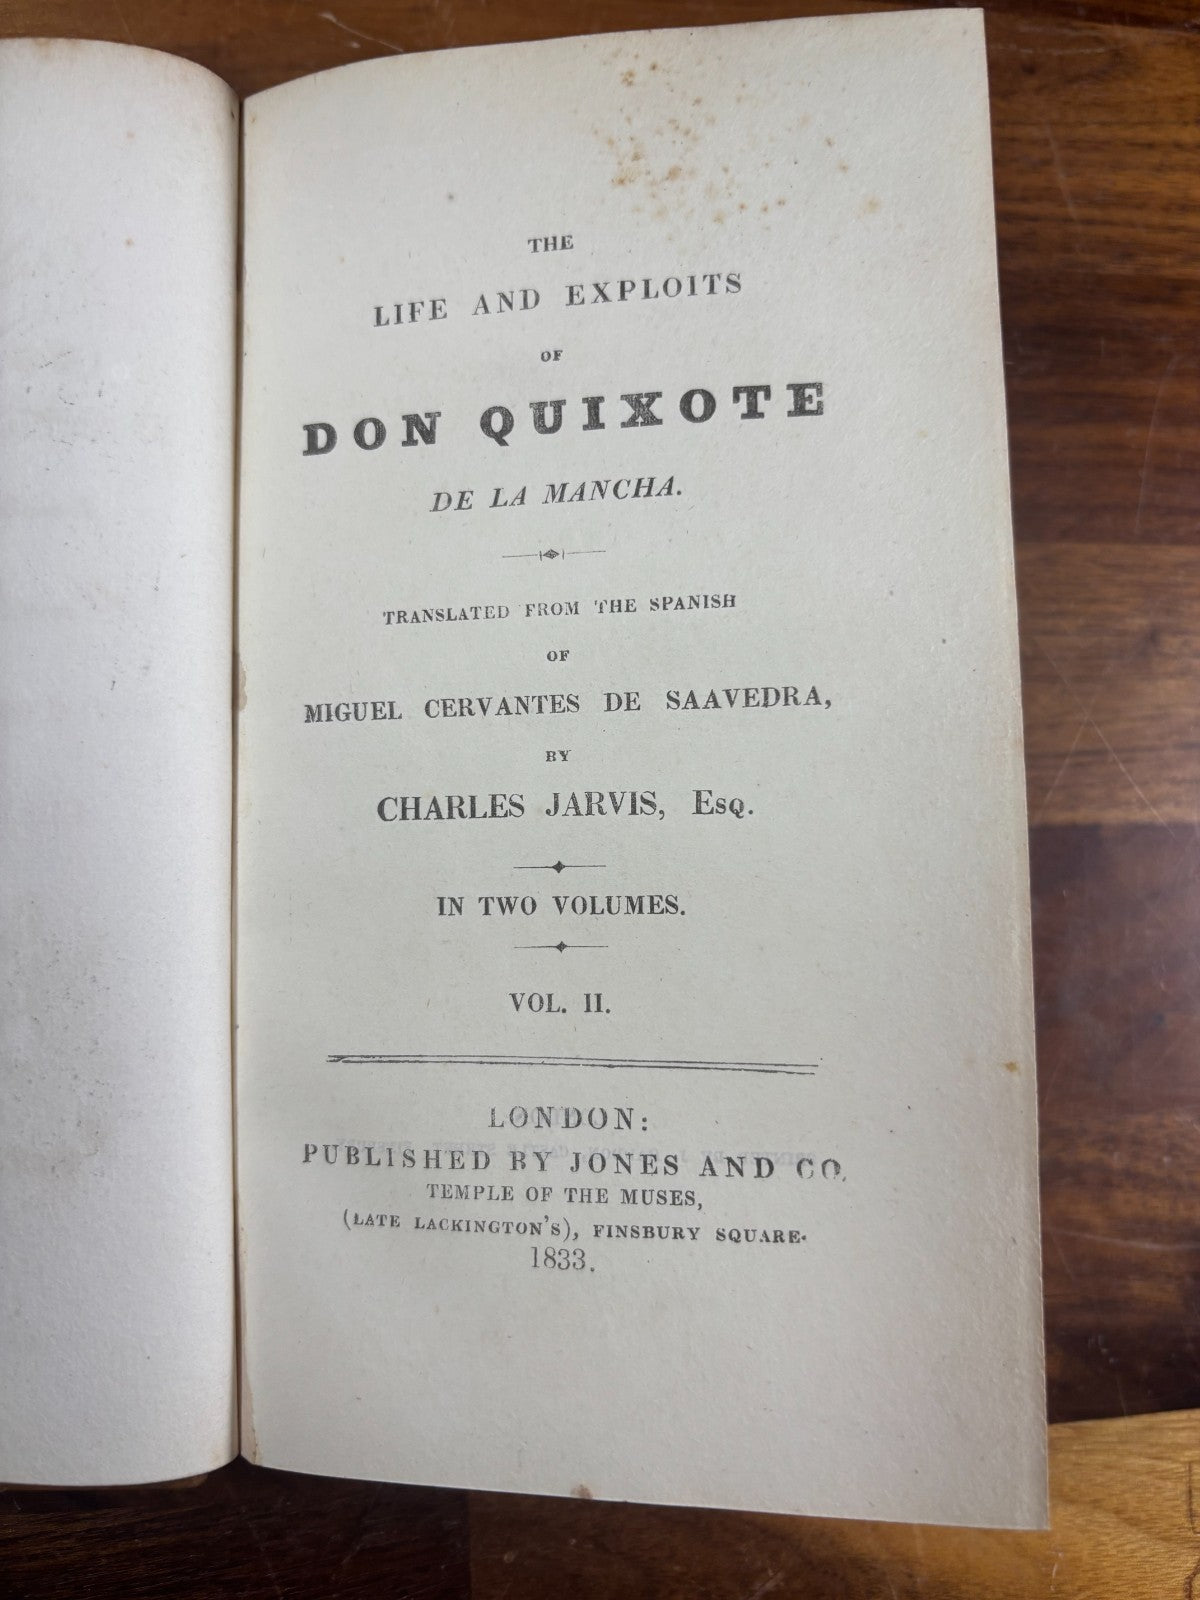 THE
LIFE AND EXPLOITS
OF
DON QUIXOTE
DE LA MANCHA.
TRANSLATED FROM THE SPANISH
OF
MIGUEL CERVANTES DE SAAVEDRA,
BY
CHARLES JARVIS, ESQ.
IN TWO VOLUMES.
VOL. II.
LONDON:
PUBLISHED BY JONES AND CO.
TEMPLE OF THE MUSES,
(LATE LACKINGTON'S), FINSBURY SQUARE.
1833.